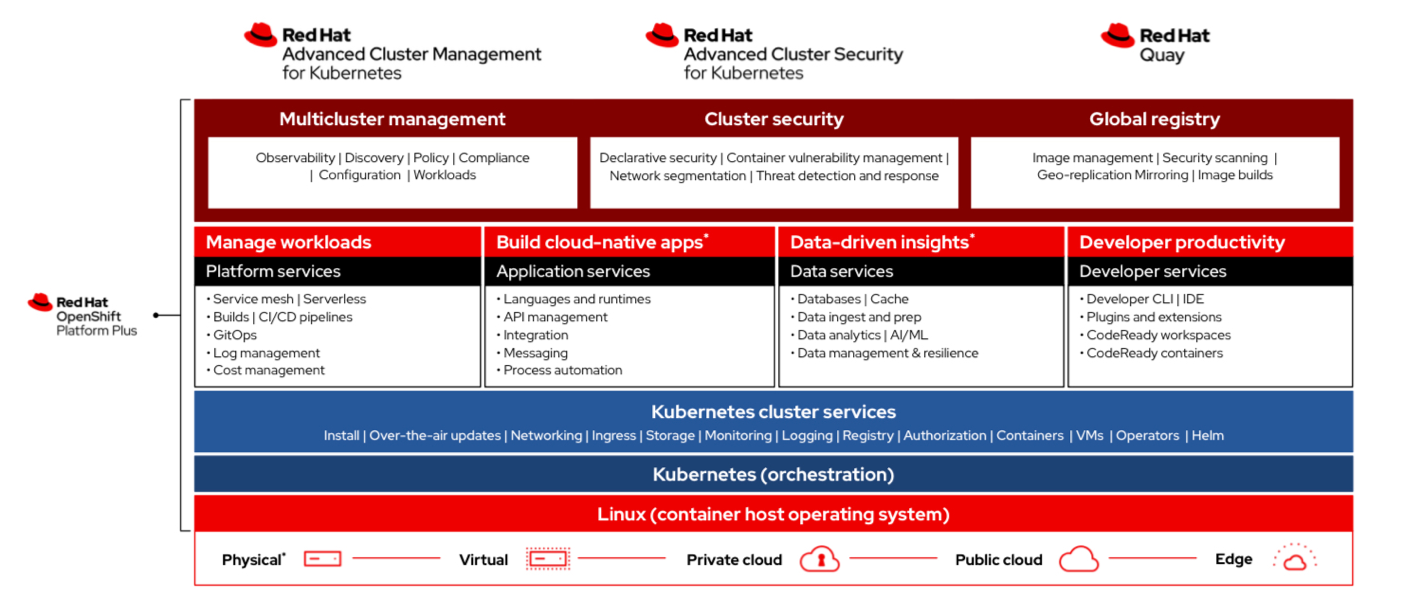 Red Hat
Advanced Cluster Management
for Kubernetes
Red Hat
Advanced Cluster Security
for Kubernetes
Red Hat
Quay
Multicluster management
Observability | Discovery | Policy | Compliance
| Configuration | Workloads
Cluster security
Declarative security | Container vulnerability management |
Network segmentation | Threat detection and response
Global registry
Image management | Security scanning |
Geo-replication Mirroring | Image builds
Red Hat
OpenShift
Platform Plus
Manage workloads
Platform services
• Service mesh | Serverless
• Builds | CI/CD pipelines
• GitOps
• Log management
• Cost management
Build cloud-native apps*
Application services
• Languages and runtimes
• API management
• Integration
• Messaging
• Process automation
Data-driven insights*
Data services
• Databases | Cache
• Data ingest and prep
• Data analytics | AI/ML
• Data management & resilience
Developer productivity
Developer services
• Developer CLI | IDE
• Plugins and extensions
• CodeReady workspaces
• CodeReady containers
Kubernetes cluster services
Install | Over-the-air updates | Networking | Ingress | Storage | Monitoring | Logging | Registry | Authorization | Containers | VMs | Operators | Helm
Kubernetes (orchestration)
Linux (container host operating system)
Physical*
Virtual
Private cloud
Public cloud
Edge